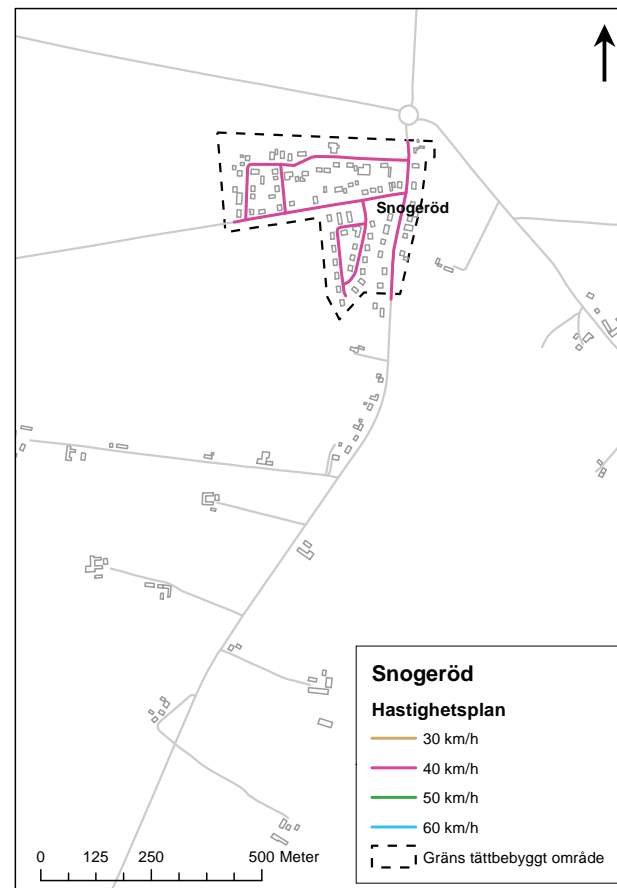 Snogeröd
Snogeröd
Hastighetsplan
30 km/h
40 km/h
50 km/h
60 km/h
Gräns tättbebyggt område
0 125 250 500 Meter